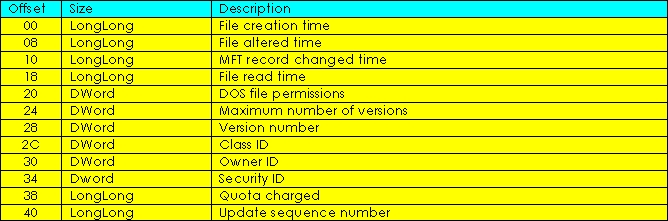 Offset Size Description
00 LongLong File creation time
08 LongLong File altered time
10 LongLong MFT record changed time
18 LongLong File read time
20 DWord DOS file permissions
24 DWord Maximum number of versions
28 DWord Version number
2C DWord Class ID
30 DWord Owner ID
34 Dword Security ID
38 LongLong Quota charged
40 LongLong Update sequence number